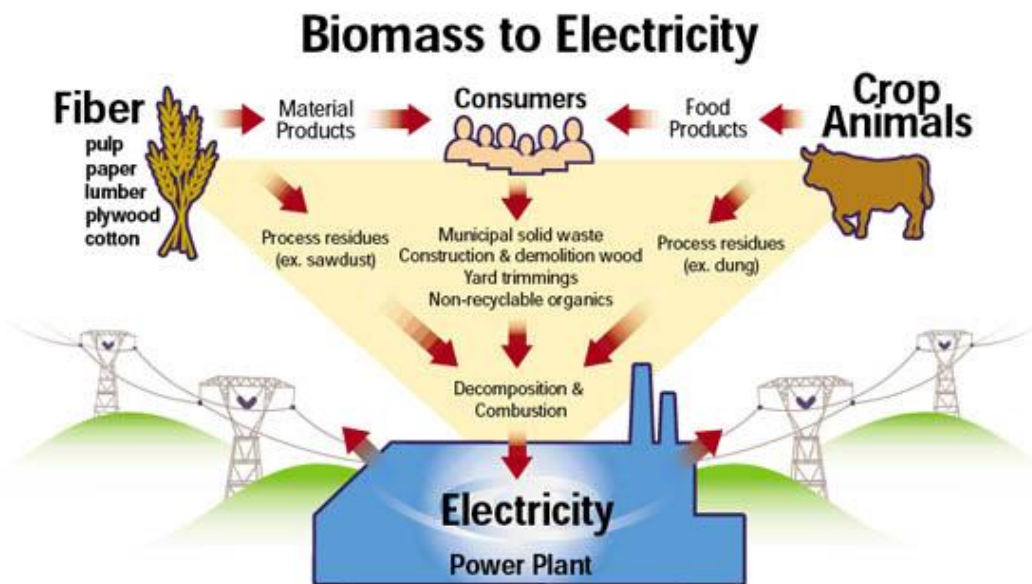 Biomass to Electricity
Fiber
pulp
paper
lumber
plywood
cotton
Material
Products
Consumers
Food
Products
Crop
Animals
Process residues
(ex. sawdust)
Municipal solid waste
Construction & demolition wood
Yard trimmings
Non-recyclable organics
Process residues
(ex. dung)
Decomposition &
Combustion
Electricity
Power Plant